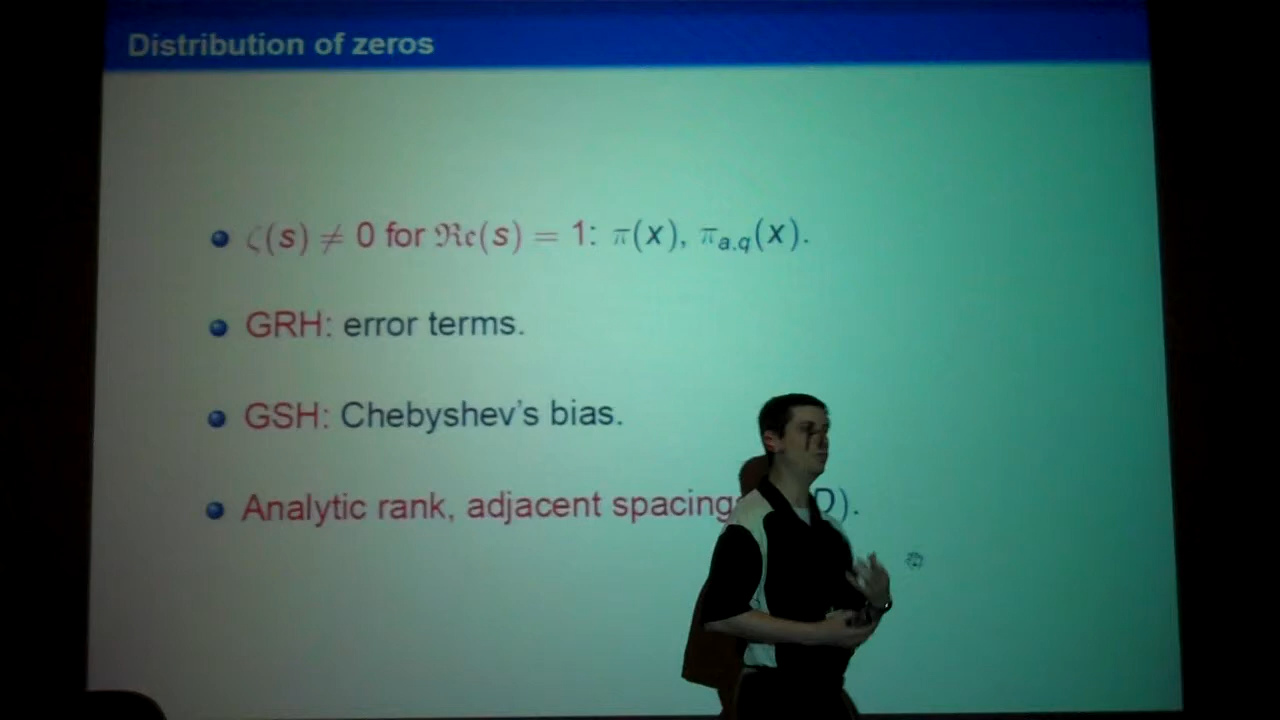 Distribution of zeros
ζ(s) ≠ 0 for ℜe(s) = 1: π(x), π_{a,q}(x).
GRH: error terms.
GSH: Chebyshev's bias.
Analytic rank, adjacent spacing